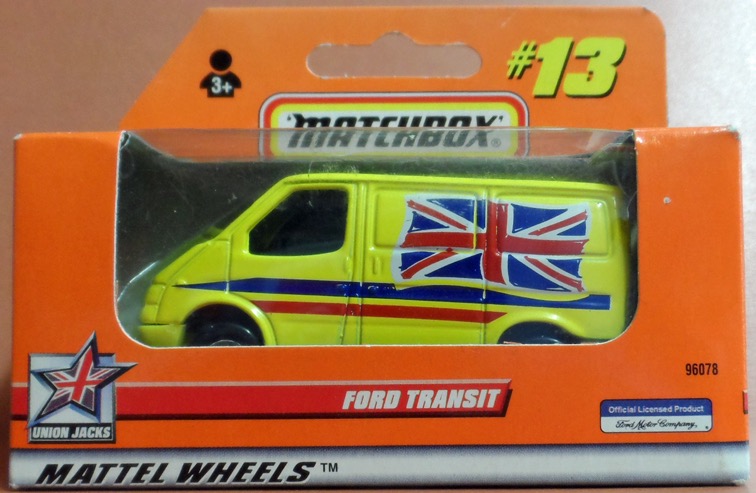 3+
#13
"MATCHBOX"®
96078
FORD TRANSIT
Official Licensed Product
Ford Motor Company,
UNION JACKS
MATTEL WHEELS™